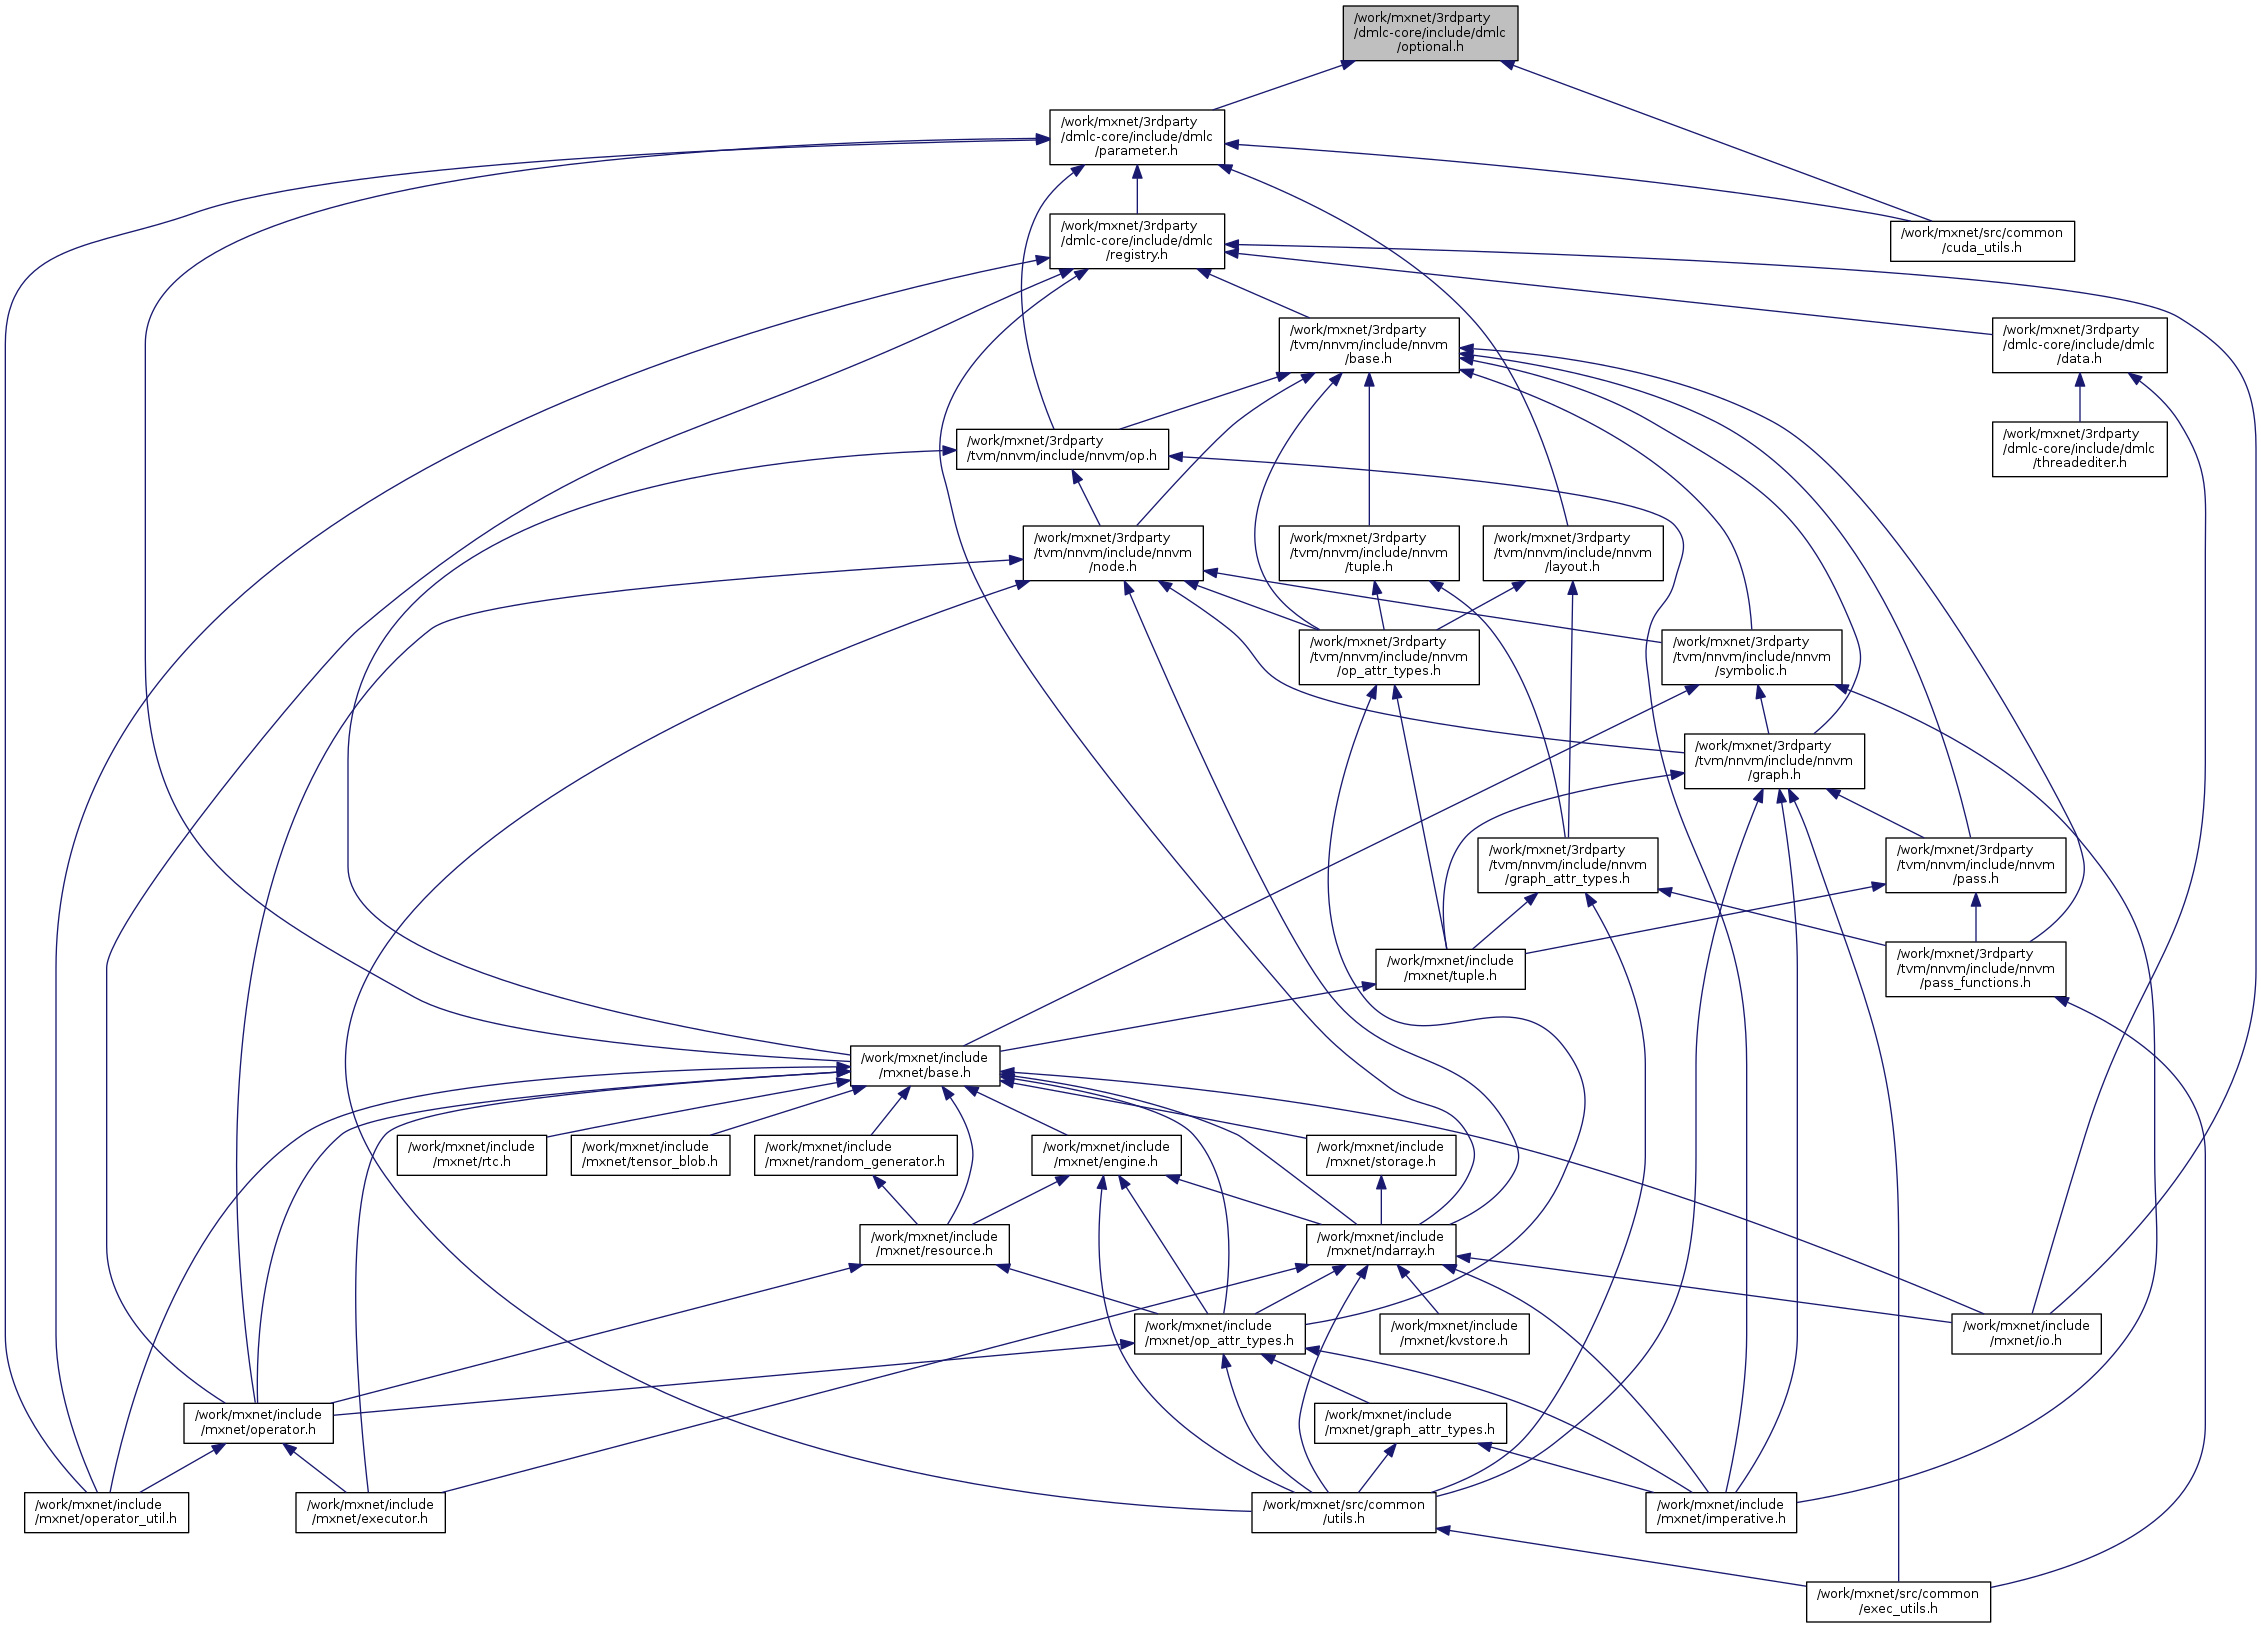 /work/mxnet/3rdparty
/dmlc-core/include/dmlc
/optional.h
/work/mxnet/3rdparty
/dmlc-core/include/dmlc
/parameter.h
/work/mxnet/3rdparty
/dmlc-core/include/dmlc
/registry.h
/work/mxnet/src/common
/cuda_utils.h
/work/mxnet/3rdparty
/tvm/nnvm/include/nnvm
/base.h
/work/mxnet/3rdparty
/dmlc-core/include/dmlc
/data.h
/work/mxnet/3rdparty
/tvm/nnvm/include/nnvm/op.h
/work/mxnet/3rdparty
/dmlc-core/include/dmlc
/threadediter.h
/work/mxnet/3rdparty
/tvm/nnvm/include/nnvm
/node.h
/work/mxnet/3rdparty
/tvm/nnvm/include/nnvm
/tuple.h
/work/mxnet/3rdparty
/tvm/nnvm/include/nnvm
/layout.h
/work/mxnet/3rdparty
/tvm/nnvm/include/nnvm
/op_attr_types.h
/work/mxnet/3rdparty
/tvm/nnvm/include/nnvm
/symbolic.h
/work/mxnet/3rdparty
/tvm/nnvm/include/nnvm
/graph.h
/work/mxnet/3rdparty
/tvm/nnvm/include/nnvm
/graph_attr_types.h
/work/mxnet/3rdparty
/tvm/nnvm/include/nnvm
/pass.h
/work/mxnet/include
/mxnet/tuple.h
/work/mxnet/3rdparty
/tvm/nnvm/include/nnvm
/pass_functions.h
/work/mxnet/include
/mxnet/base.h
/work/mxnet/include
/mxnet/rtc.h
/work/mxnet/include
/mxnet/tensor_blob.h
/work/mxnet/include
/mxnet/random_generator.h
/work/mxnet/include
/mxnet/engine.h
/work/mxnet/include
/mxnet/storage.h
/work/mxnet/include
/mxnet/resource.h
/work/mxnet/include
/mxnet/ndarray.h
/work/mxnet/include
/mxnet/op_attr_types.h
/work/mxnet/include
/mxnet/kvstore.h
/work/mxnet/include
/mxnet/io.h
/work/mxnet/include
/mxnet/operator.h
/work/mxnet/include
/mxnet/graph_attr_types.h
/work/mxnet/include
/mxnet/operator_util.h
/work/mxnet/include
/mxnet/executor.h
/work/mxnet/src/common
/utils.h
/work/mxnet/include
/mxnet/imperative.h
/work/mxnet/src/common
/exec_utils.h